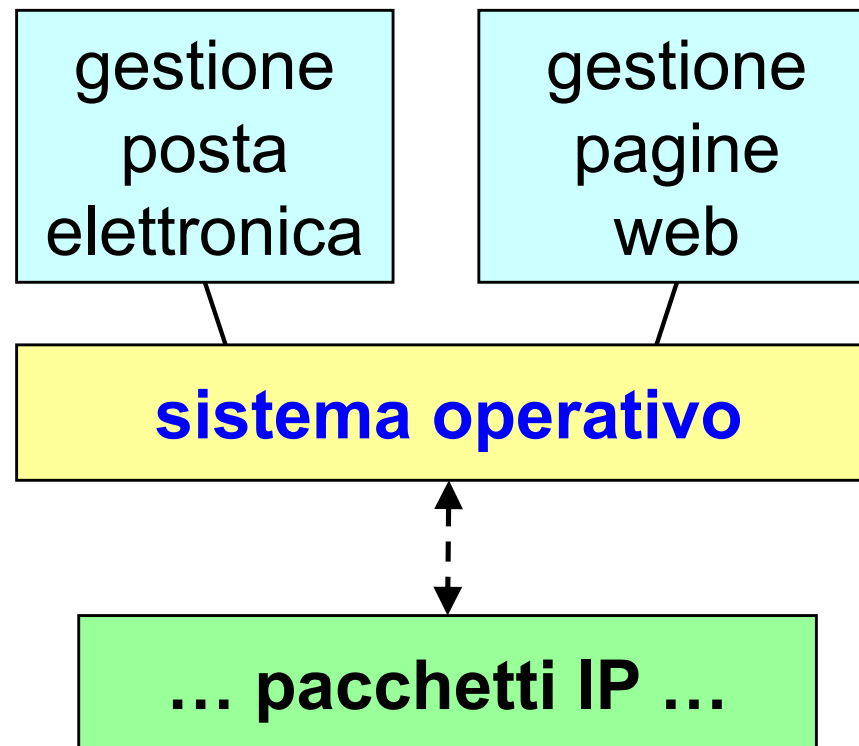 gestione
posta
elettronica
gestione
pagine
web
sistema operativo
… pacchetti IP …